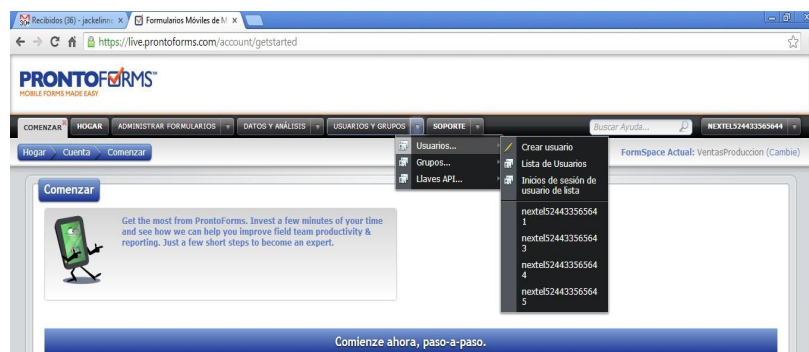 Recibidos (36) - jackelinne
Formularios Móviles de M
https://live.prontoforms.com/account/getstarted
PRONTOFORMS™
MOBILE FORMS MADE EASY
COMENZAR
HOGAR
ADMINISTRAR FORMULARIOS
DATOS Y ANÁLISIS
USUARIOS Y GRUPOS
SOPORTE
Buscar Ayuda...
NEXTEL524433565644
Hogar
Cuenta
Comenzar
FormSpace Actual: VentasProduccion (Cambie)
Usuarios...
Grupos...
Llaves API...
Crear usuario
Lista de Usuarios
Inicios de sesión de
usuario de lista
nextel52443356564
1
nextel52443356564
3
nextel52443356564
4
nextel52443356564
5
Comenzar
Get the most from ProntoForms. Invest a few minutes of your time
and see how we can help you improve field team productivity &
reporting. Just a few short steps to become an expert.
Comienze ahora, paso-a-paso.